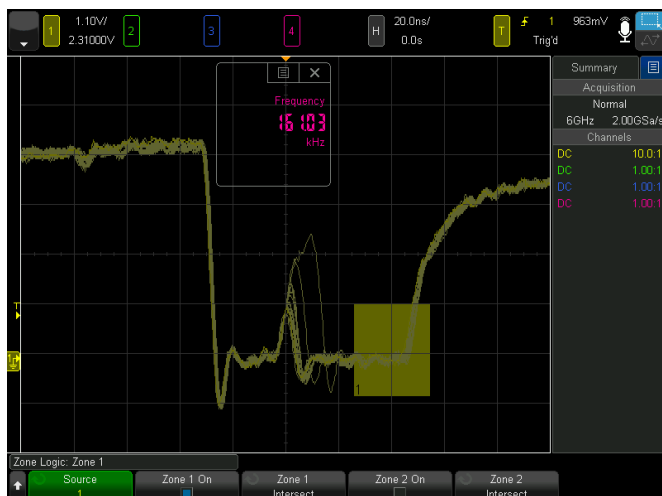 1 1.10V/ 2.31000V 2 3 4 H 20.0ns/ 0.0s T 1 963mV Trig'd
Summary
Acquisition
Normal
6GHz 2.00GSa/s
Channels
DC 10.0:1
DC 1.00:1
DC 1.00:1
DC 1.00:1
Frequency
161.03
kHz
T
1
1
Zone Logic: Zone 1
Source
1
Zone 1 On
Zone 1
Intersect
Zone 2 On
Zone 2
Intersect